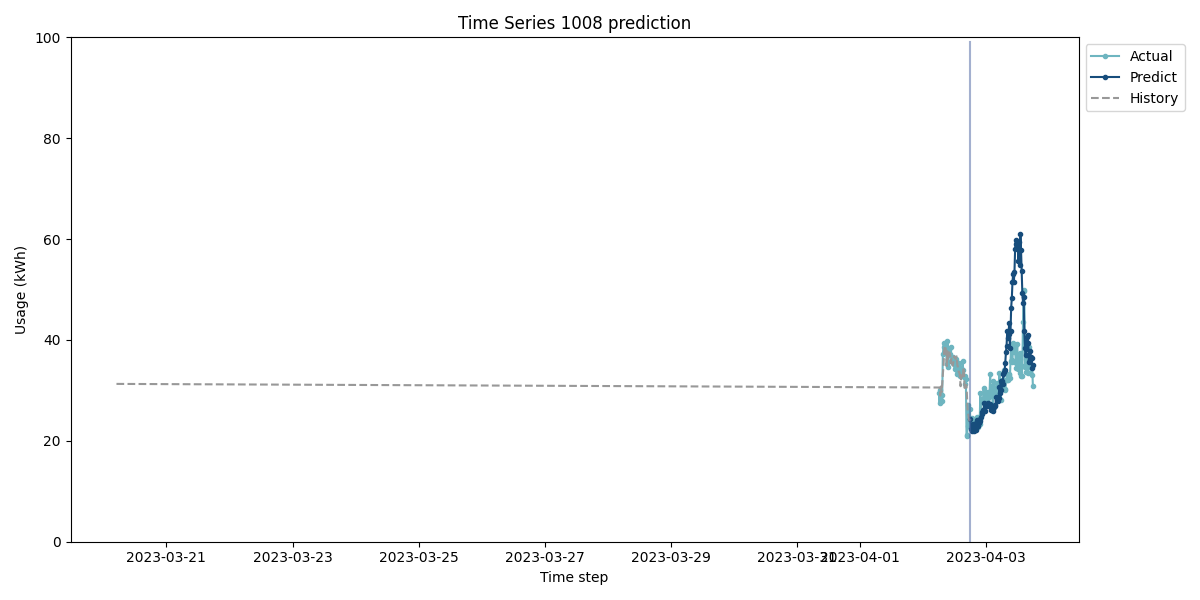 Time Series 1008 prediction
100
80
60
40
20
0
Usage (kWh)
2023-03-21
2023-03-23
2023-03-25
2023-03-27
2023-03-29
2023-03-31
2023-04-01
2023-04-03
Time step
Actual
Predict
History